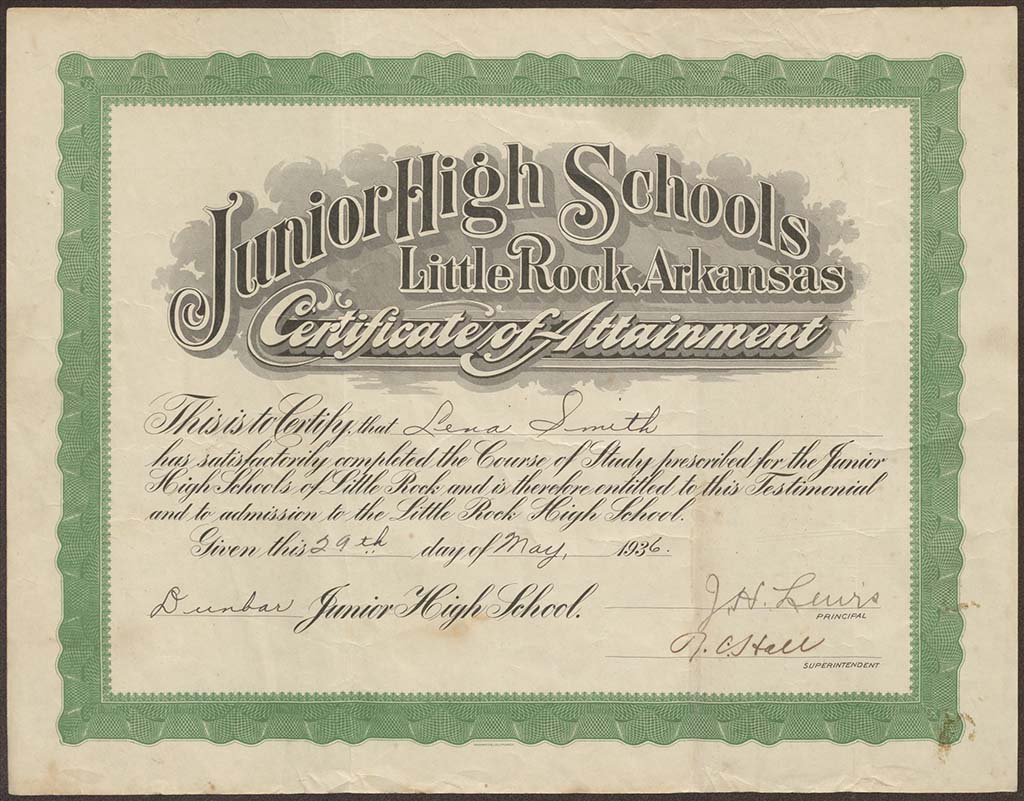 Junior High Schools
Little Rock, Arkansas
Certificate of Attainment
This is to Certify, that Lena Smith
has satisfactorily completed the Course of Study prescribed for the Junior
High Schools of Little Rock and is therefore entitled to this Testimonial
and to admission to the Little Rock High School.
Given this 29th day of May, 1936.
Dunbar Junior High School.
J.H. Lewis
PRINCIPAL
R.C. Hall
SUPERINTENDENT